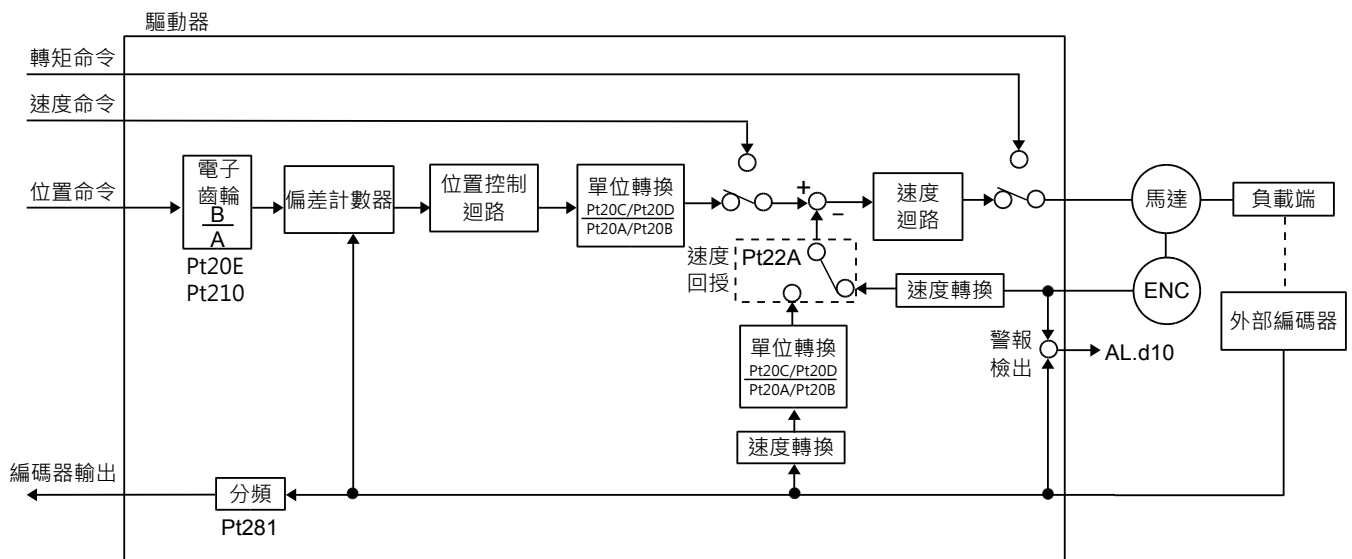 驅動器
轉矩命令
速度命令
位置命令
電子
齒輪
B
A
Pt20E
Pt210
偏差計數器
位置控制
迴路
單位轉換
Pt20C/Pt20D
Pt20A/Pt20B
+
−
速度
迴路
馬達
負載端
速度
回授
Pt22A
速度轉換
ENC
外部編碼器
單位轉換
Pt20C/Pt20D
Pt20A/Pt20B
警報
檢出
AL.d10
速度轉換
編碼器輸出
分頻
Pt281